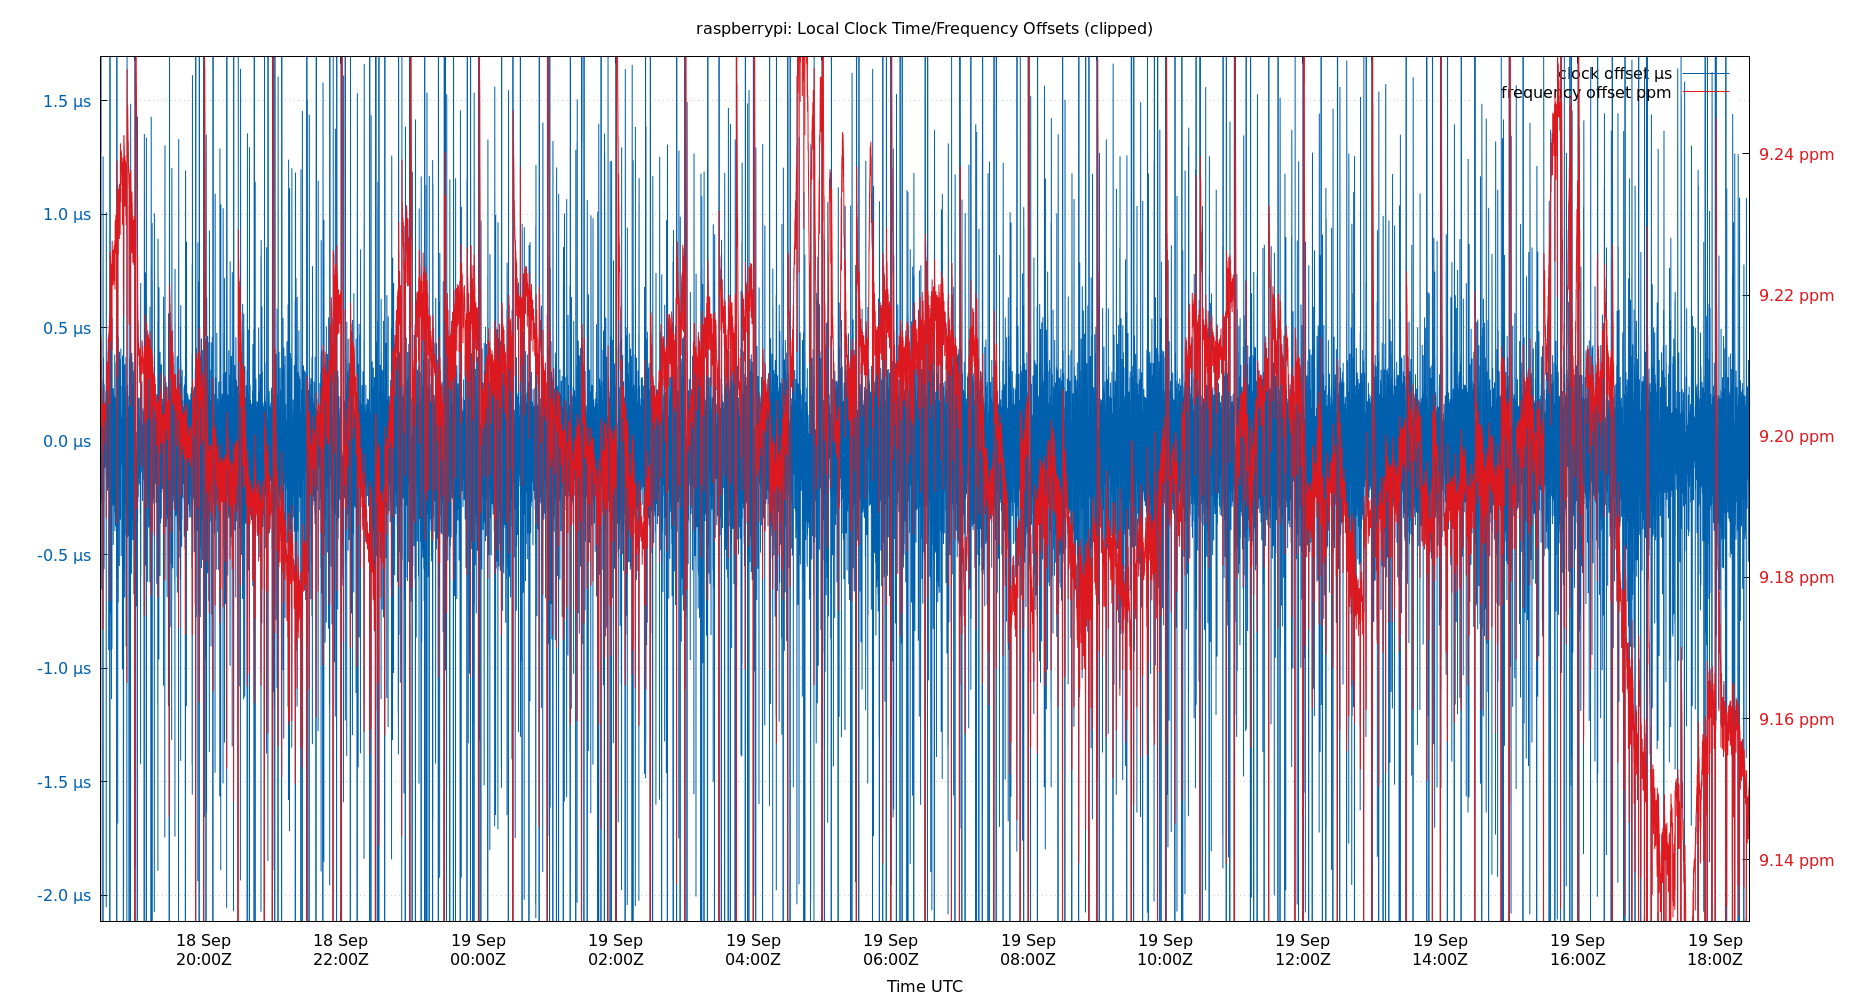 raspberrypi: Local Clock Time/Frequency Offsets (clipped)
clock offset µs
frequency offset ppm
1.5 µs
1.0 µs
0.5 µs
0.0 µs
-0.5 µs
-1.0 µs
-1.5 µs
-2.0 µs
9.24 ppm
9.22 ppm
9.20 ppm
9.18 ppm
9.16 ppm
9.14 ppm
18 Sep 18 Sep 19 Sep 19 Sep 19 Sep 19 Sep 19 Sep 19 Sep 19 Sep 19 Sep 19 Sep 19 Sep
20:00Z 22:00Z 00:00Z 02:00Z 04:00Z 06:00Z 08:00Z 10:00Z 12:00Z 14:00Z 16:00Z 18:00Z
Time UTC